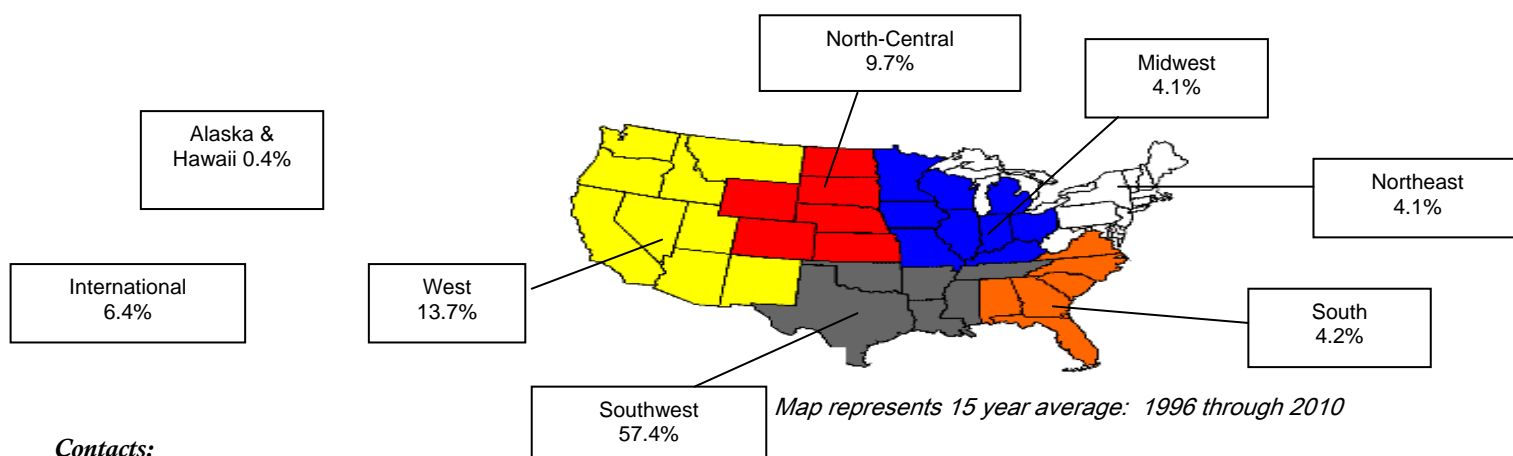 North-Central
9.7%
Midwest
4.1%
Alaska &
Hawaii 0.4%
Northeast
4.1%
International
6.4%
West
13.7%
South
4.2%
Southwest
57.4%
Map represents 15 year average: 1996 through 2010
Contacts: